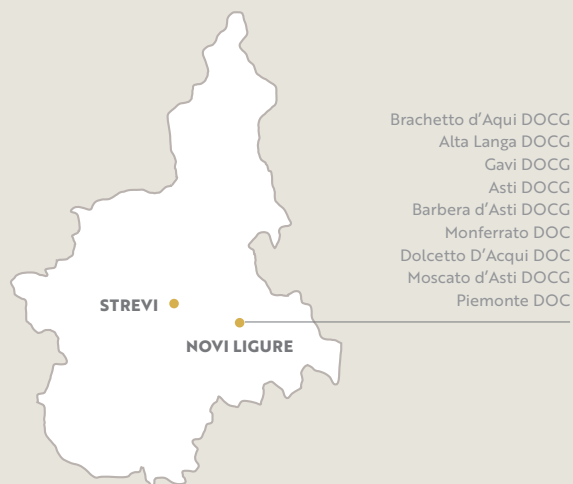 Brachetto d'Aqui DOCG
Alta Langa DOCG
Gavi DOCG
Asti DOCG
Barbera d'Asti DOCG
Monferrato DOC
Dolcetto D'Acqui DOC
Moscato d'Asti DOCG
Piemonte DOC
STREVI
NOVI LIGURE